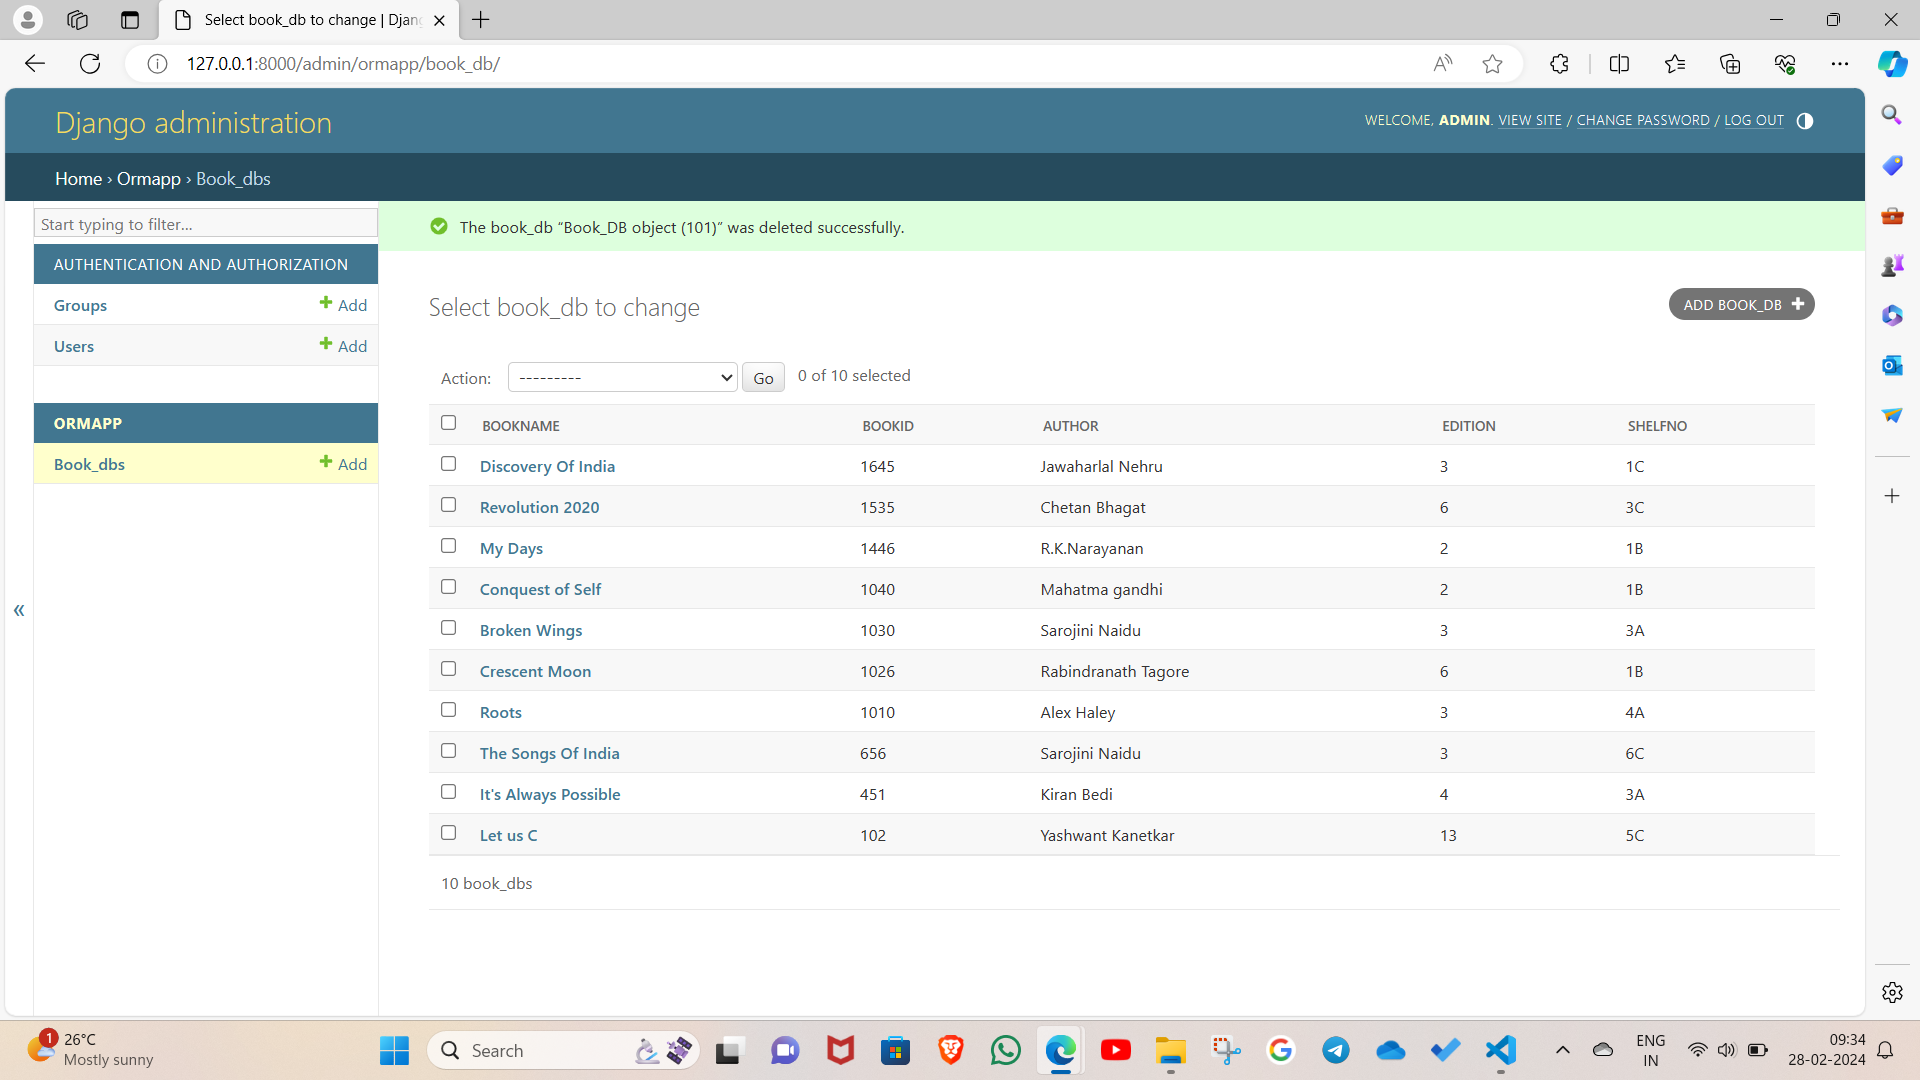 Select book_db to change | Djan
127.0.0.1:8000/admin/ormapp/book_db/
Django administration
WELCOME, ADMIN. VIEW SITE / CHANGE PASSWORD / LOG OUT
Home › Ormapp › Book_dbs
Start typing to filter...
AUTHENTICATION AND AUTHORIZATION
Groups + Add
Users + Add
ORMAPP
Book_dbs + Add
«
The book_db “Book_DB object (101)” was deleted successfully.
Select book_db to change
ADD BOOK_DB +
Action: --------- Go 0 of 10 selected
BOOKNAME BOOKID AUTHOR EDITION SHELFNO
Discovery Of India 1645 Jawaharlal Nehru 3 1C
Revolution 2020 1535 Chetan Bhagat 6 3C
My Days 1446 R.K.Narayanan 2 1B
Conquest of Self 1040 Mahatma gandhi 2 1B
Broken Wings 1030 Sarojini Naidu 3 3A
Crescent Moon 1026 Rabindranath Tagore 6 1B
Roots 1010 Alex Haley 3 4A
The Songs Of India 656 Sarojini Naidu 3 6C
It's Always Possible 451 Kiran Bedi 4 3A
Let us C 102 Yashwant Kanetkar 13 5C
10 book_dbs
1
26°C
Mostly sunny
Search
ENG
IN
09:34
28-02-2024